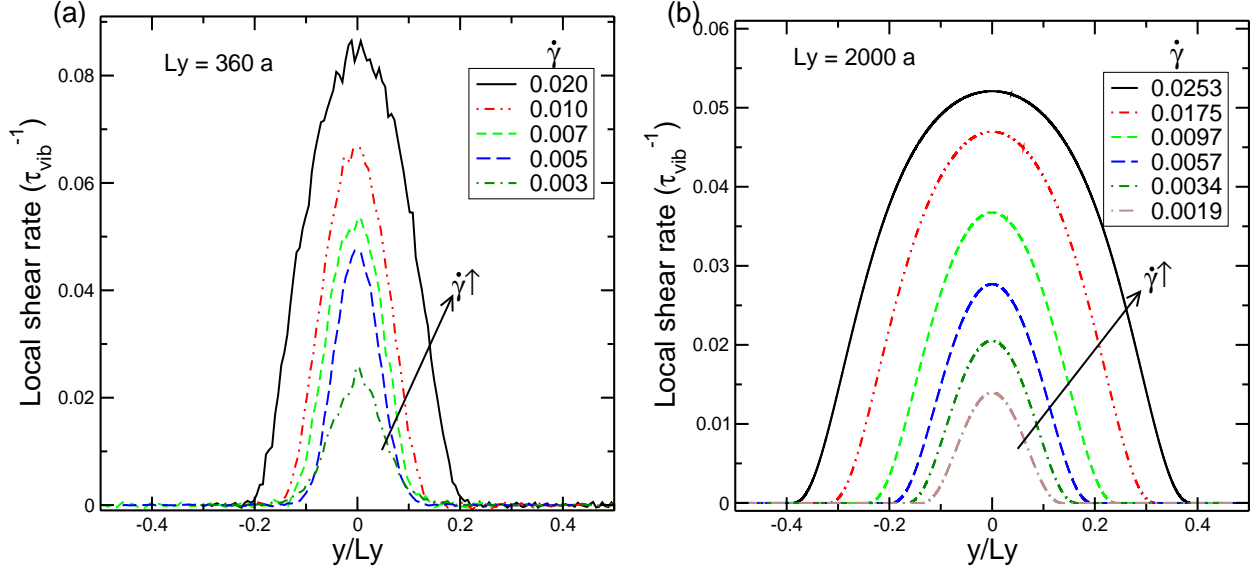 (a)
Ly = 360 a
γ̇
0.020
0.010
0.007
0.005
0.003
γ̇↑
Local shear rate (τvib⁻¹)
0.08
0.06
0.04
0.02
0
-0.4
-0.2
0
0.2
0.4
y/Ly
(b)
Ly = 2000 a
γ̇
0.0253
0.0175
0.0097
0.0057
0.0034
0.0019
γ̇↑
Local shear rate (τvib⁻¹)
0.06
0.05
0.04
0.03
0.02
0.01
0.00
-0.4
-0.2
0
0.2
0.4
y/Ly